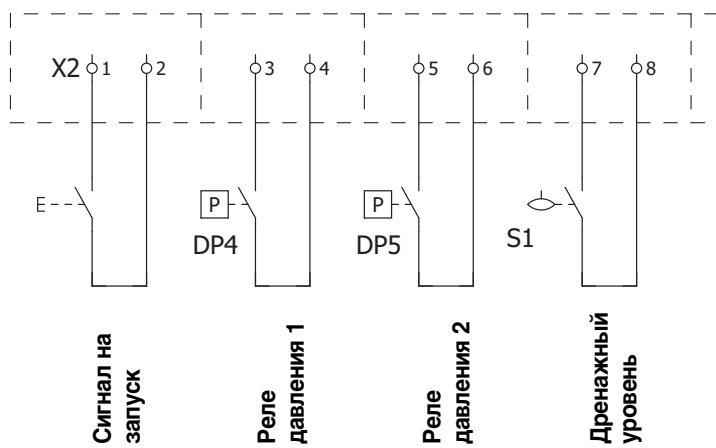 X2 1 2 3 4 5 6 7 8
E P P
DP4 DP5 S1
Сигнал на
запуск
Реле
давления 1
Реле
давления 2
Дренажный
уровень